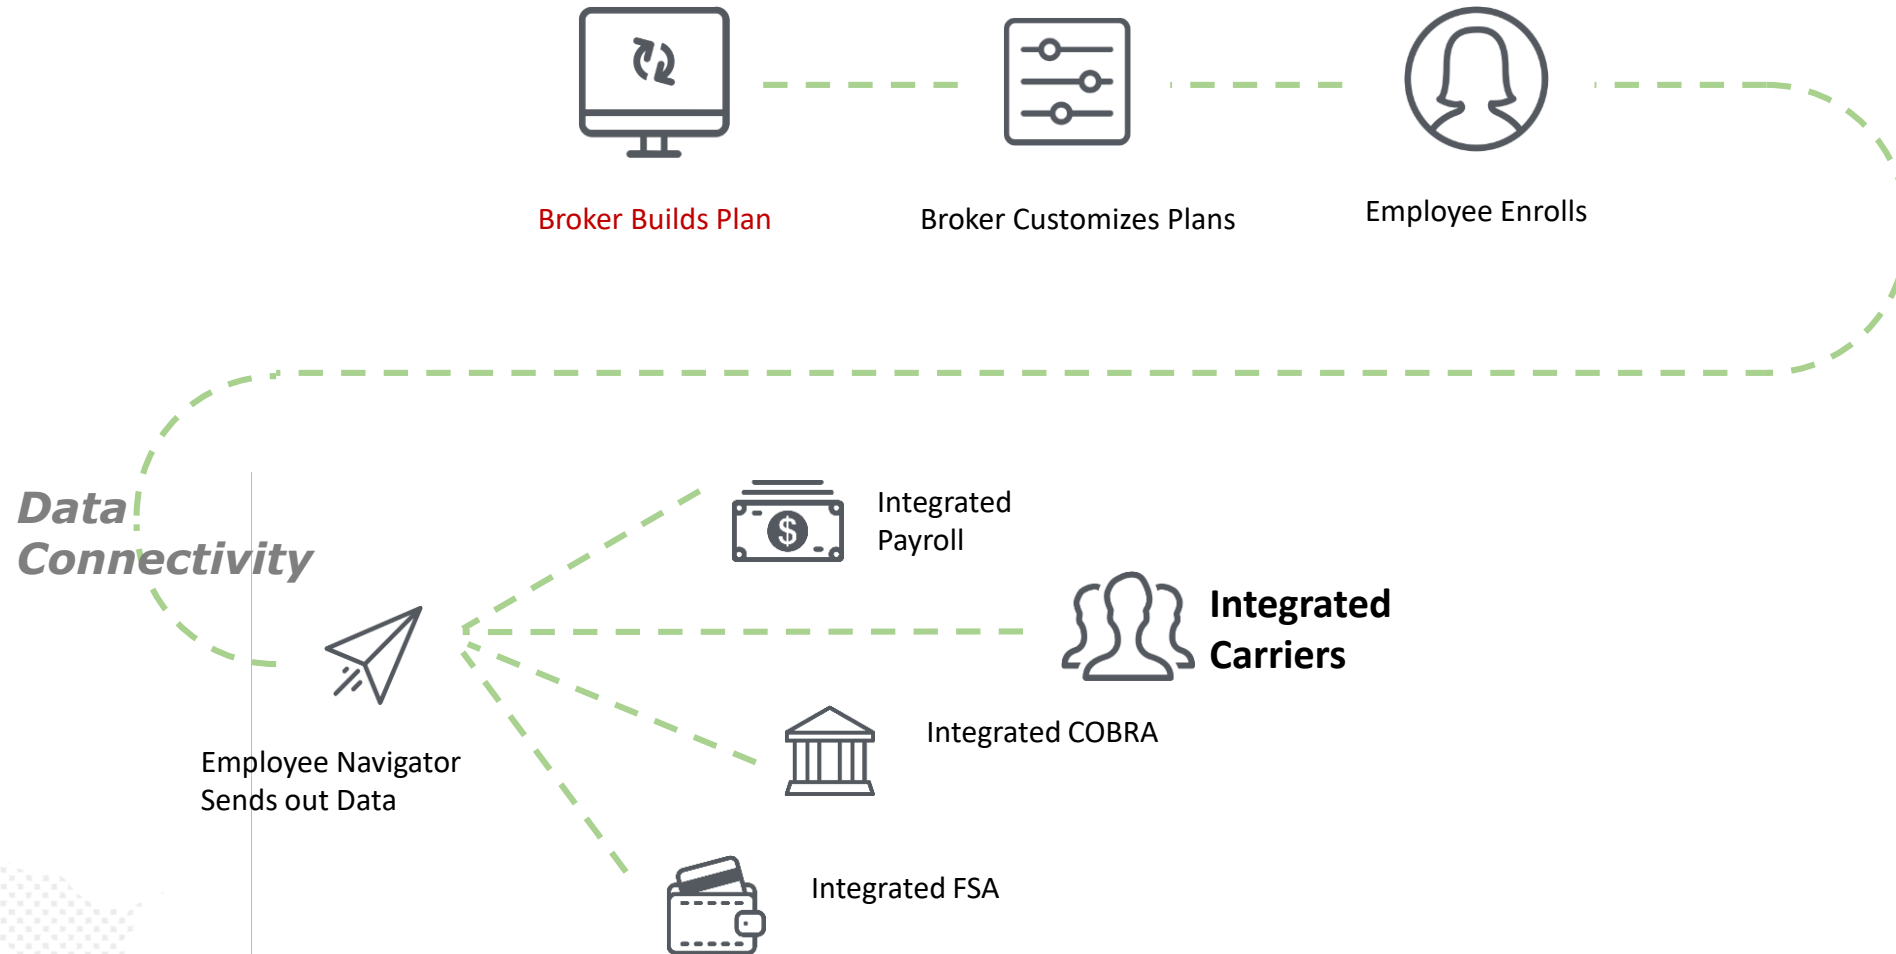 Broker Builds Plan
Broker Customizes Plans
Employee Enrolls
Data
Connectivity
Integrated
Payroll
Integrated
Carriers
Integrated COBRA
Employee Navigator
Sends out Data
Integrated FSA
$